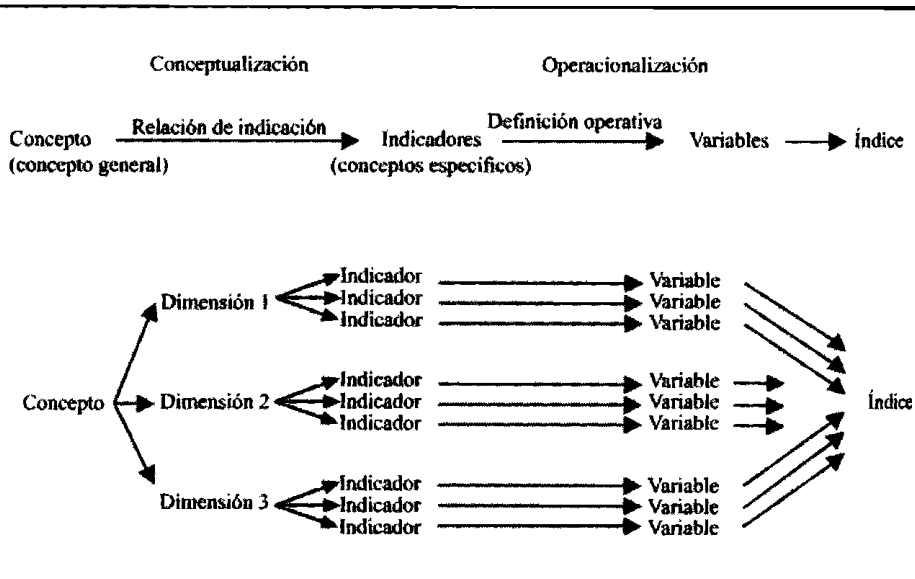 Conceptualización Operacionalización
Relación de indicación Definición operativa
Concepto Indicadores Variables Índice
(concepto general) (conceptos específicos)
Indicador Variable
Dimensión 1 Indicador Variable
Indicador Variable
Indicador Variable
Concepto Dimensión 2 Indicador Variable Índice
Indicador Variable
Indicador Variable
Dimensión 3 Indicador Variable
Indicador Variable